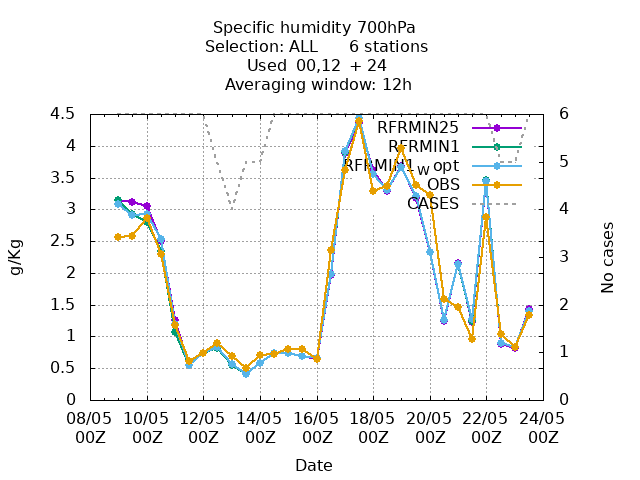 Specific humidity 700hPa
Selection: ALL 6 stations
Used 00,12 + 24
Averaging window: 12h
g/Kg
4.5
4
3.5
3
2.5
2
1.5
1
0.5
0
6
5
4
3
2
1
0
No cases
RFRMIN25
RFRMIN1
RFRMIN1w opt
OBS
CASES
08/05 10/05 12/05 14/05 16/05 18/05 20/05 22/05 24/05
00Z 00Z 00Z 00Z 00Z 00Z 00Z 00Z 00Z
Date